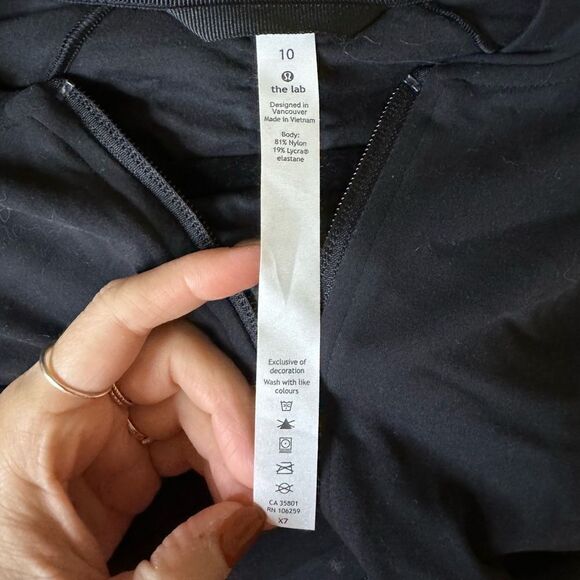 10
the lab
Designed in
Vancouver
Made in Vietnam
Body:
81% Nylon
19% Lycra®
elastane
Exclusive of
decoration
Wash with like
colours
CA 35801
RN 106259
X7